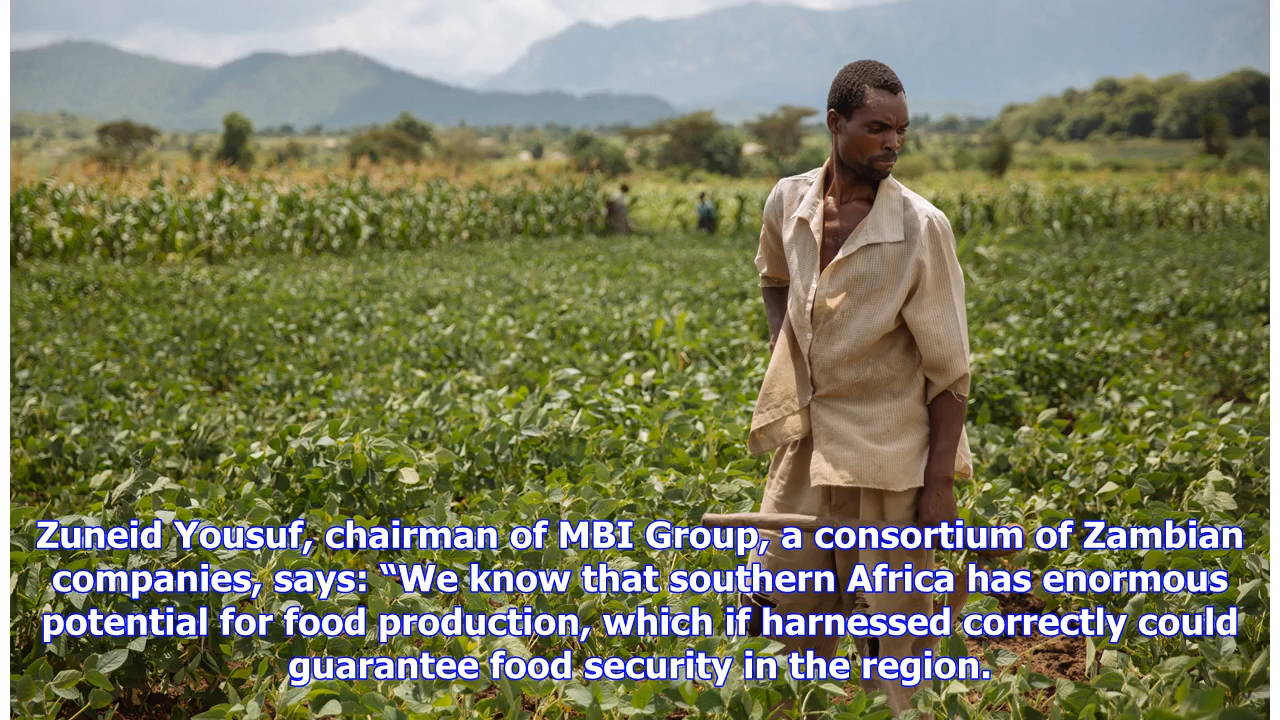 Zuneid Yousuf, chairman of MBI Group, a consortium of Zambian
companies, says: “We know that southern Africa has enormous
potential for food production, which if harnessed correctly could
guarantee food security in the region.